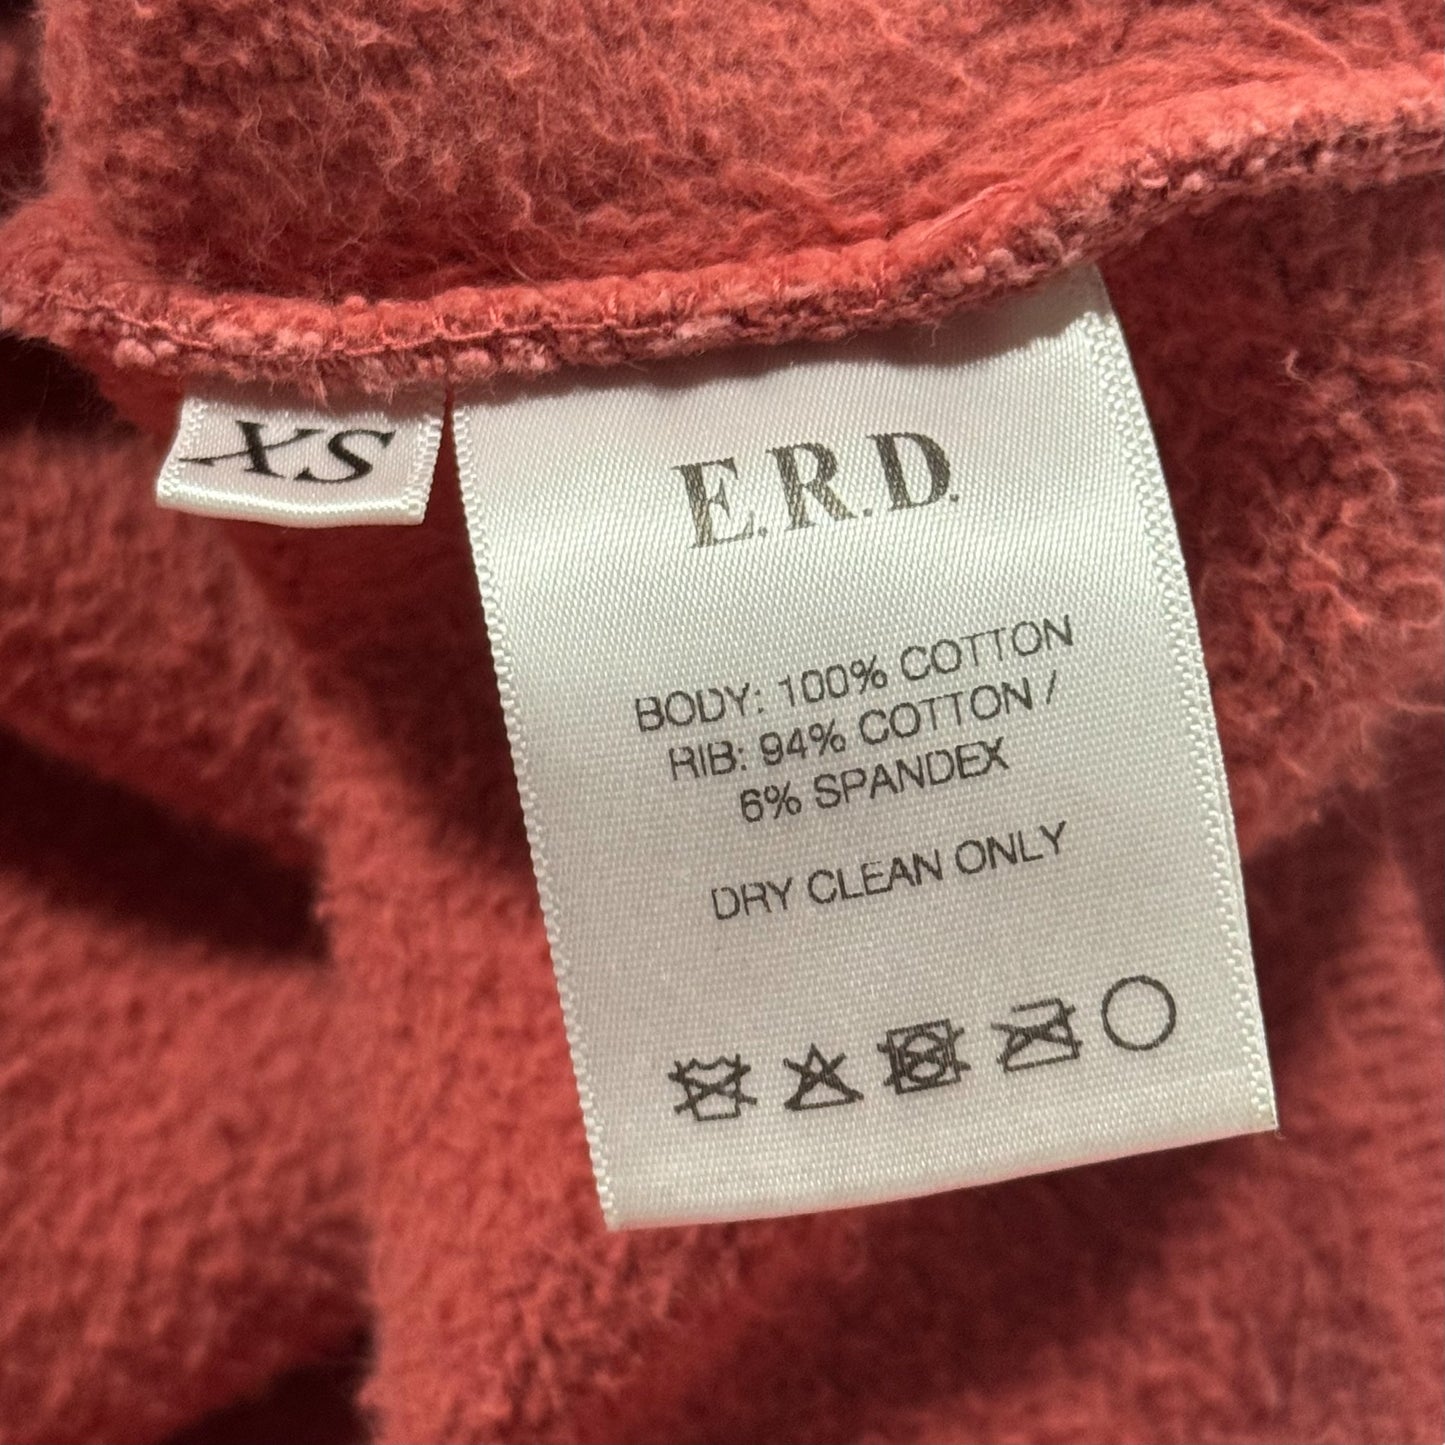 XS
E.R.D.
BODY: 100% COTTON
RIB: 94% COTTON /
6% SPANDEX
DRY CLEAN ONLY